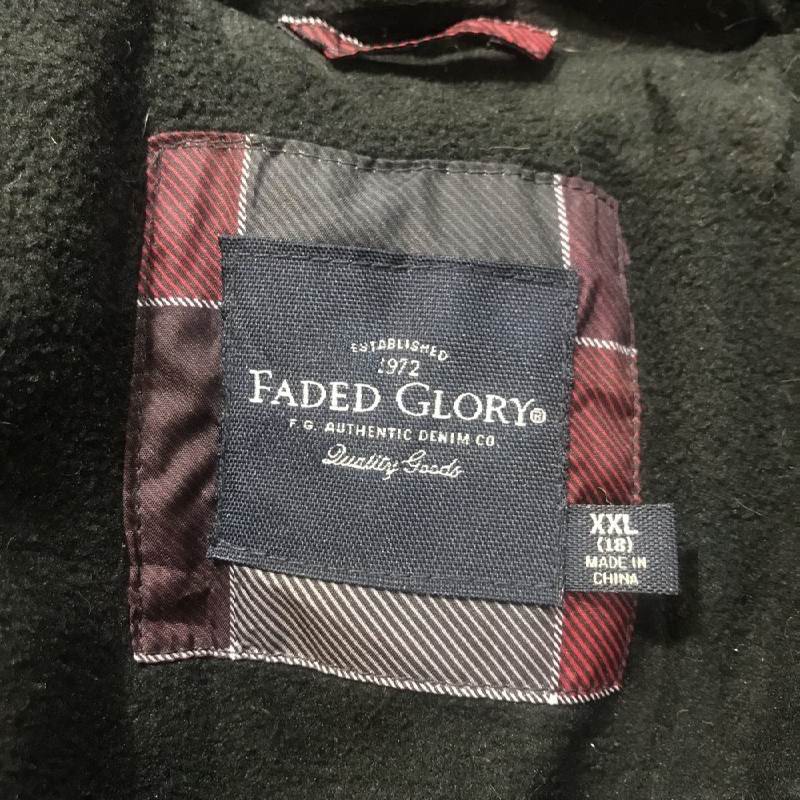 ESTABLISHED
1972
FADED GLORY®
F.G. AUTHENTIC DENIM CO
Quality Goods
XXL
(18)
MADE IN
CHINA